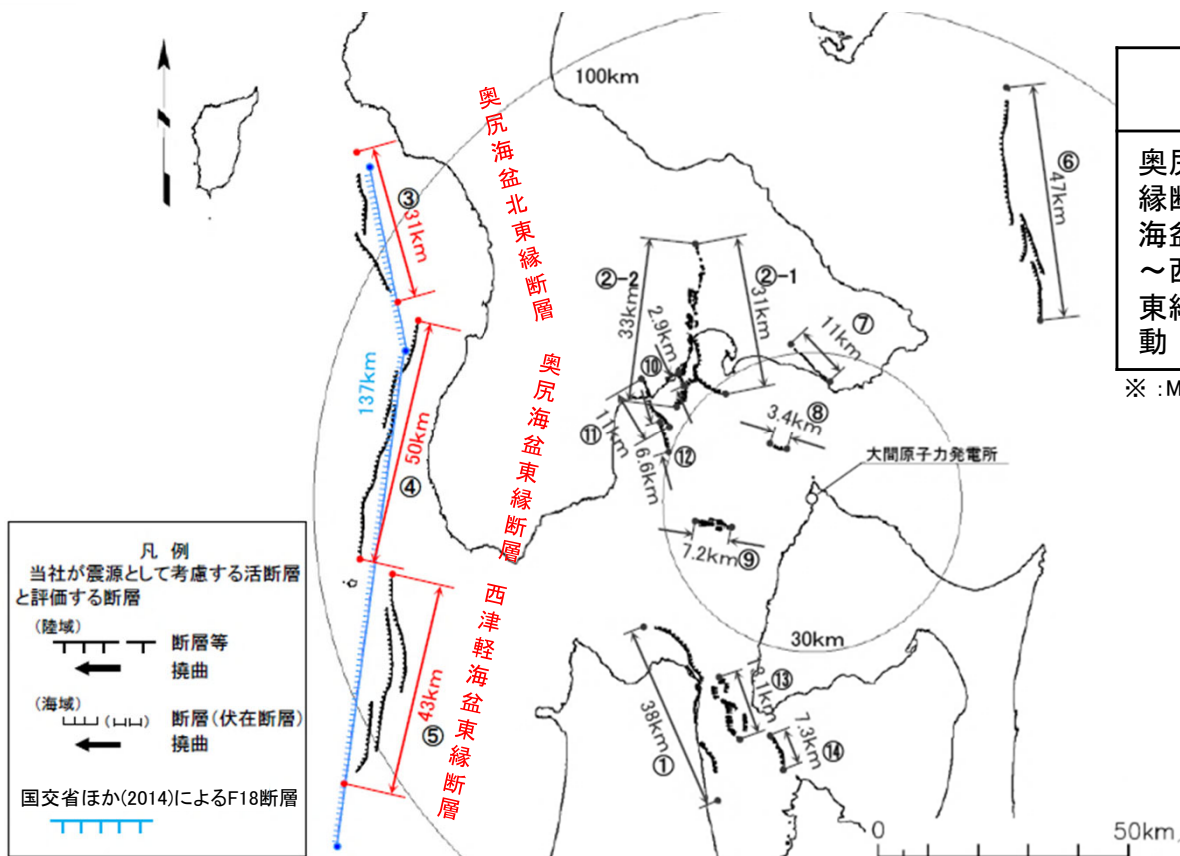 100km
③
31km
奥尻海盆北東縁断層
137km
④
50km
奥尻海盆東縁断層
⑤
43km
西津軽海盆東縁断層
②-2
33km
②-1
31km
2.9km
⑩
⑪
11km
6.6km
⑫
⑦
11km
⑧
3.4km
⑥
47km
大間原子力発電所
7.2km
⑨
30km
①
38km
⑬
13.1km
⑭
7.3km
0
50km
奥尻
縁断
海盆
~西
東縁
動
※ :M
凡 例
当社が震源として考慮する活断層
と評価する断層
(陸域)
断層等
撓曲
(海域)
断層(伏在断層)
撓曲
国交省ほか(2014)によるF18断層